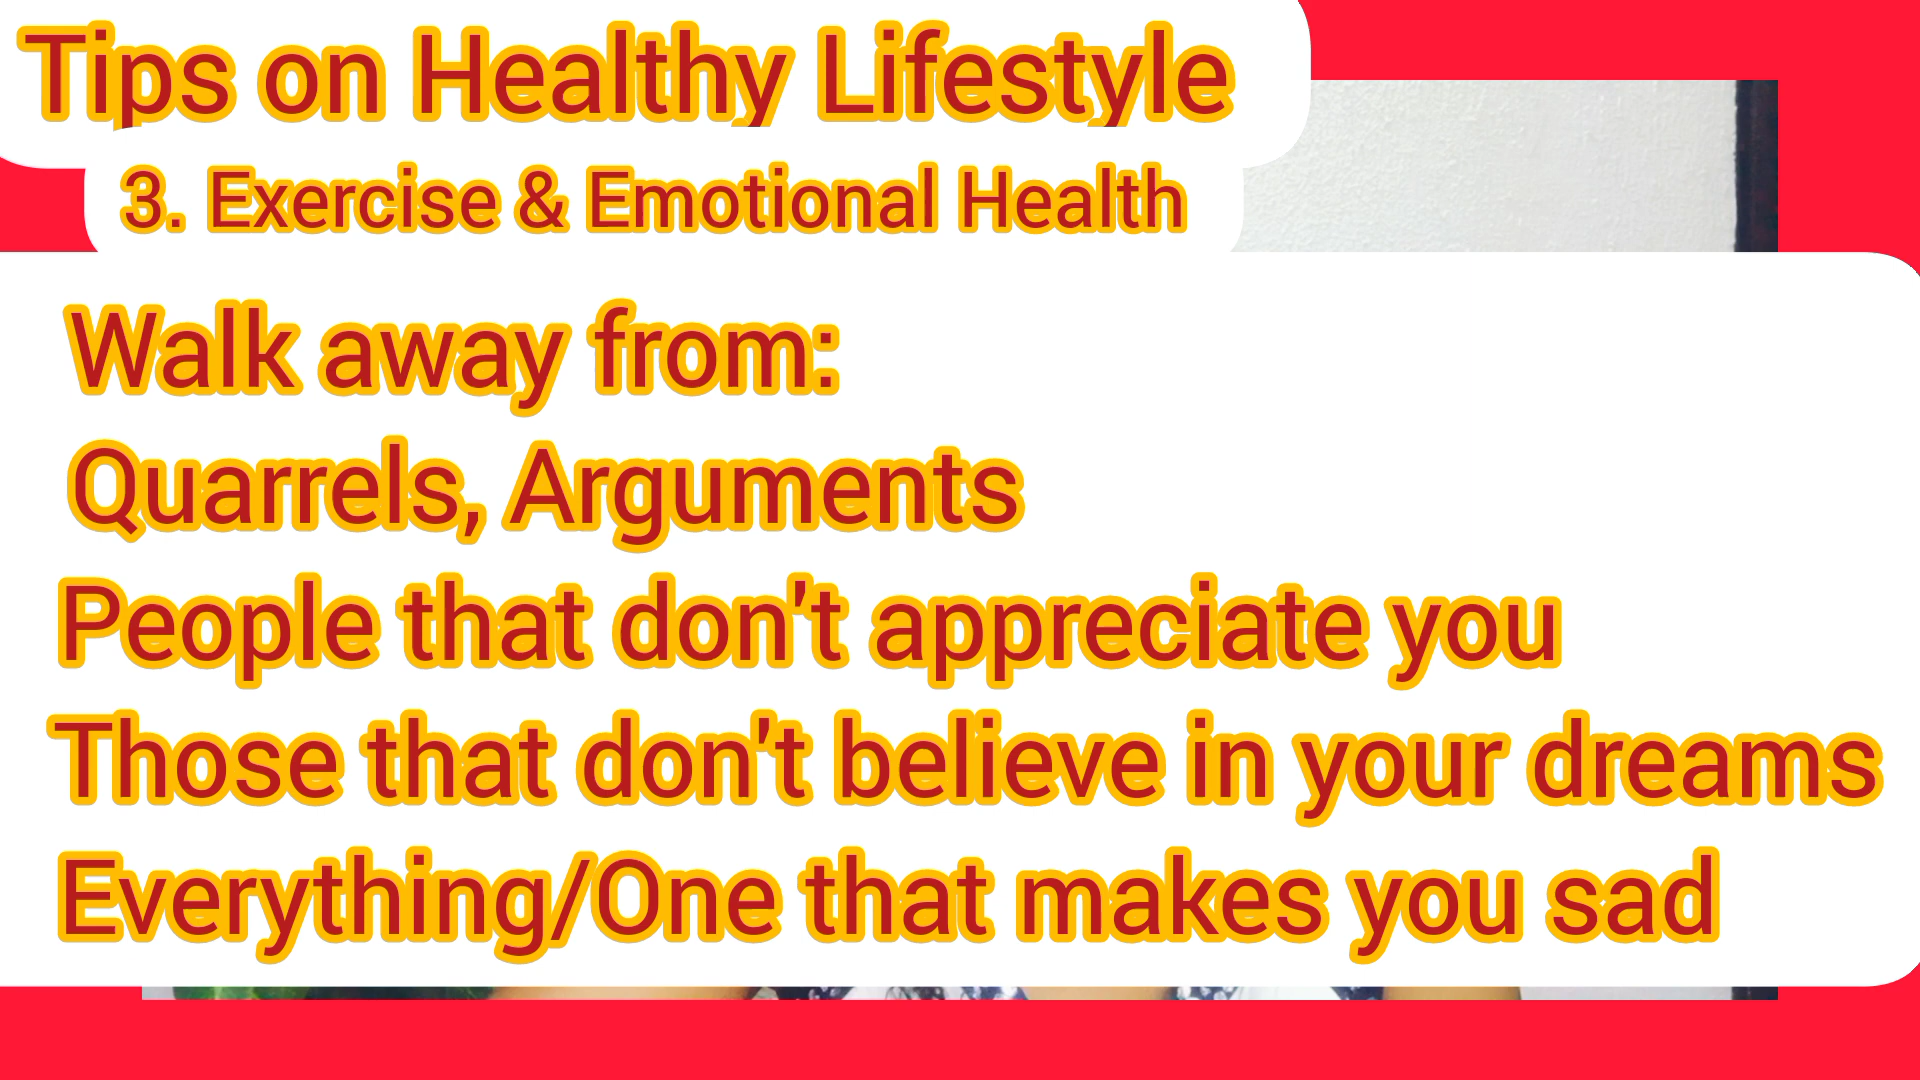 Tips on Healthy Lifestyle
3. Exercise & Emotional Health
Walk away from:
Quarrels, Arguments
People that don't appreciate you
Those that don't believe in your dreams
Everything/One that makes you sad